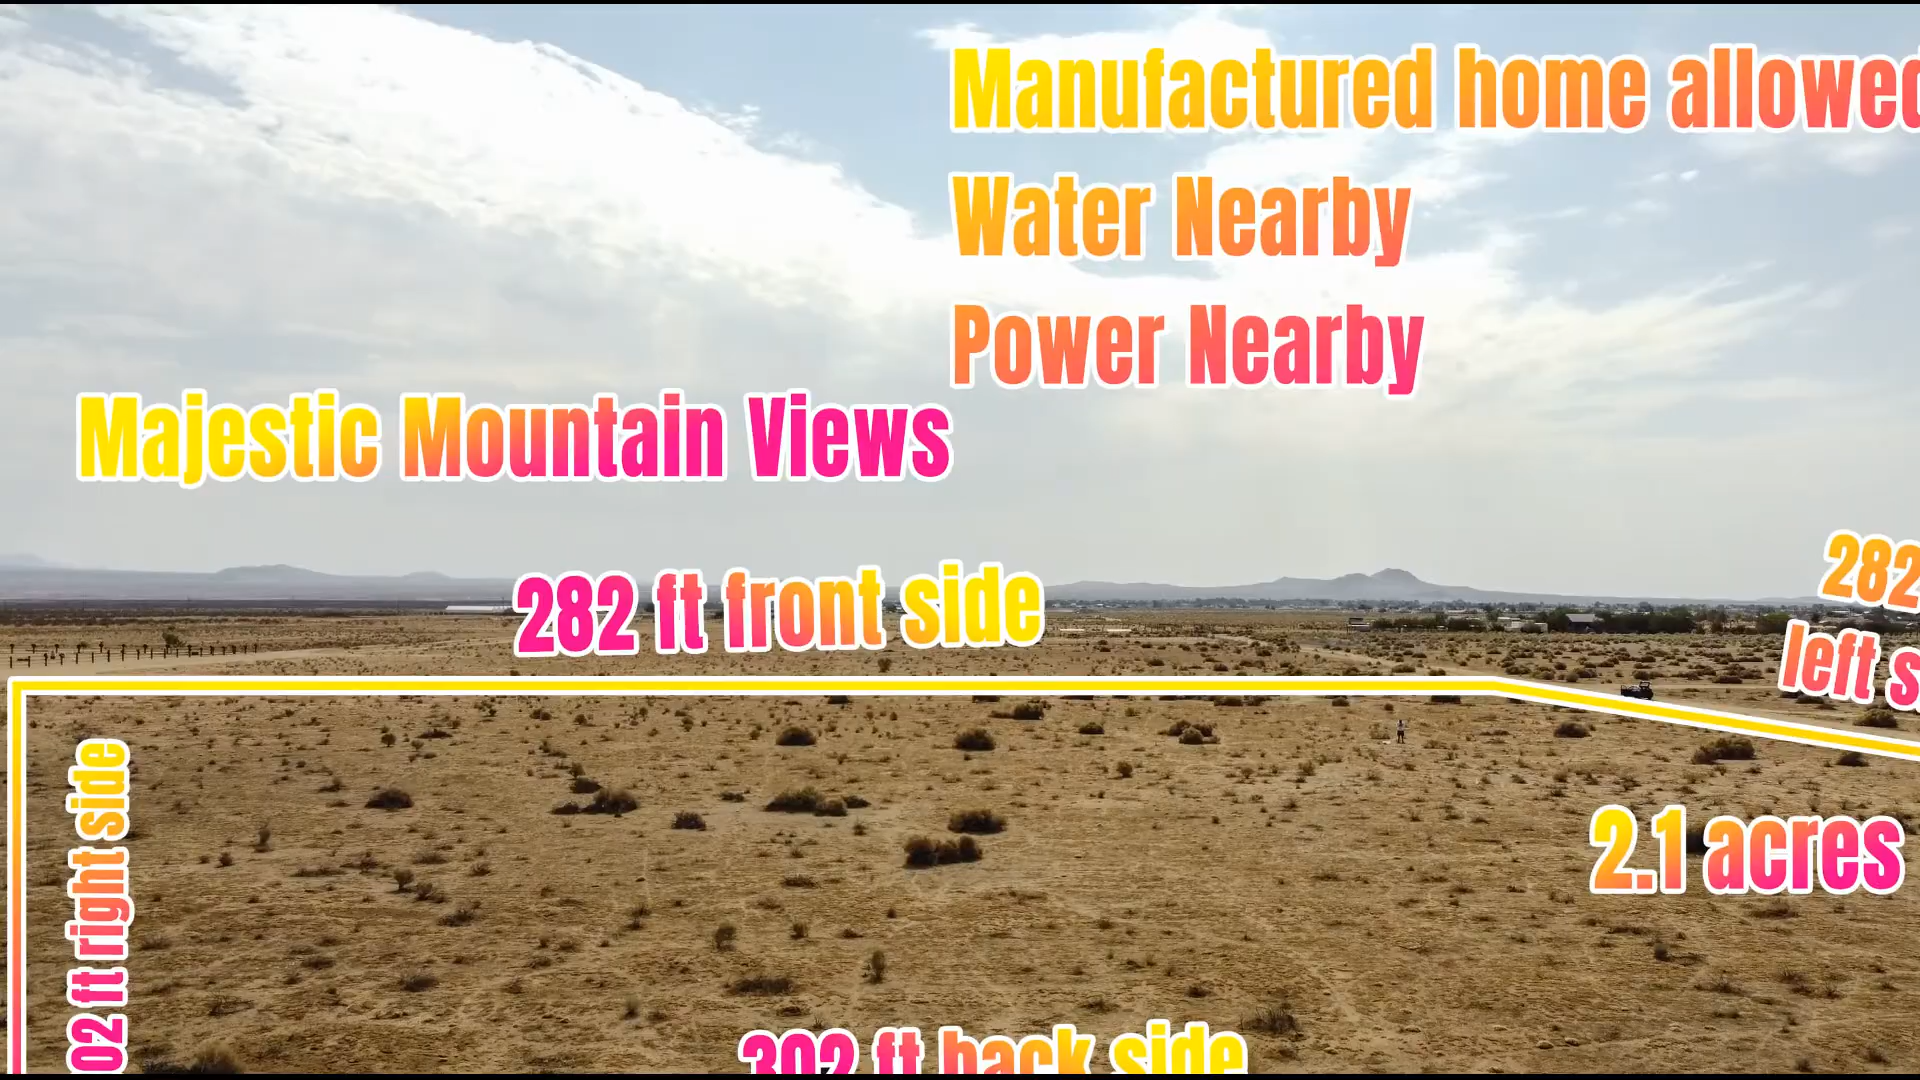 Manufactured home allowed
Water Nearby
Power Nearby
Majestic Mountain Views
282 ft front side
282
left
02 ft right side
2.1 acres
302 ft back side